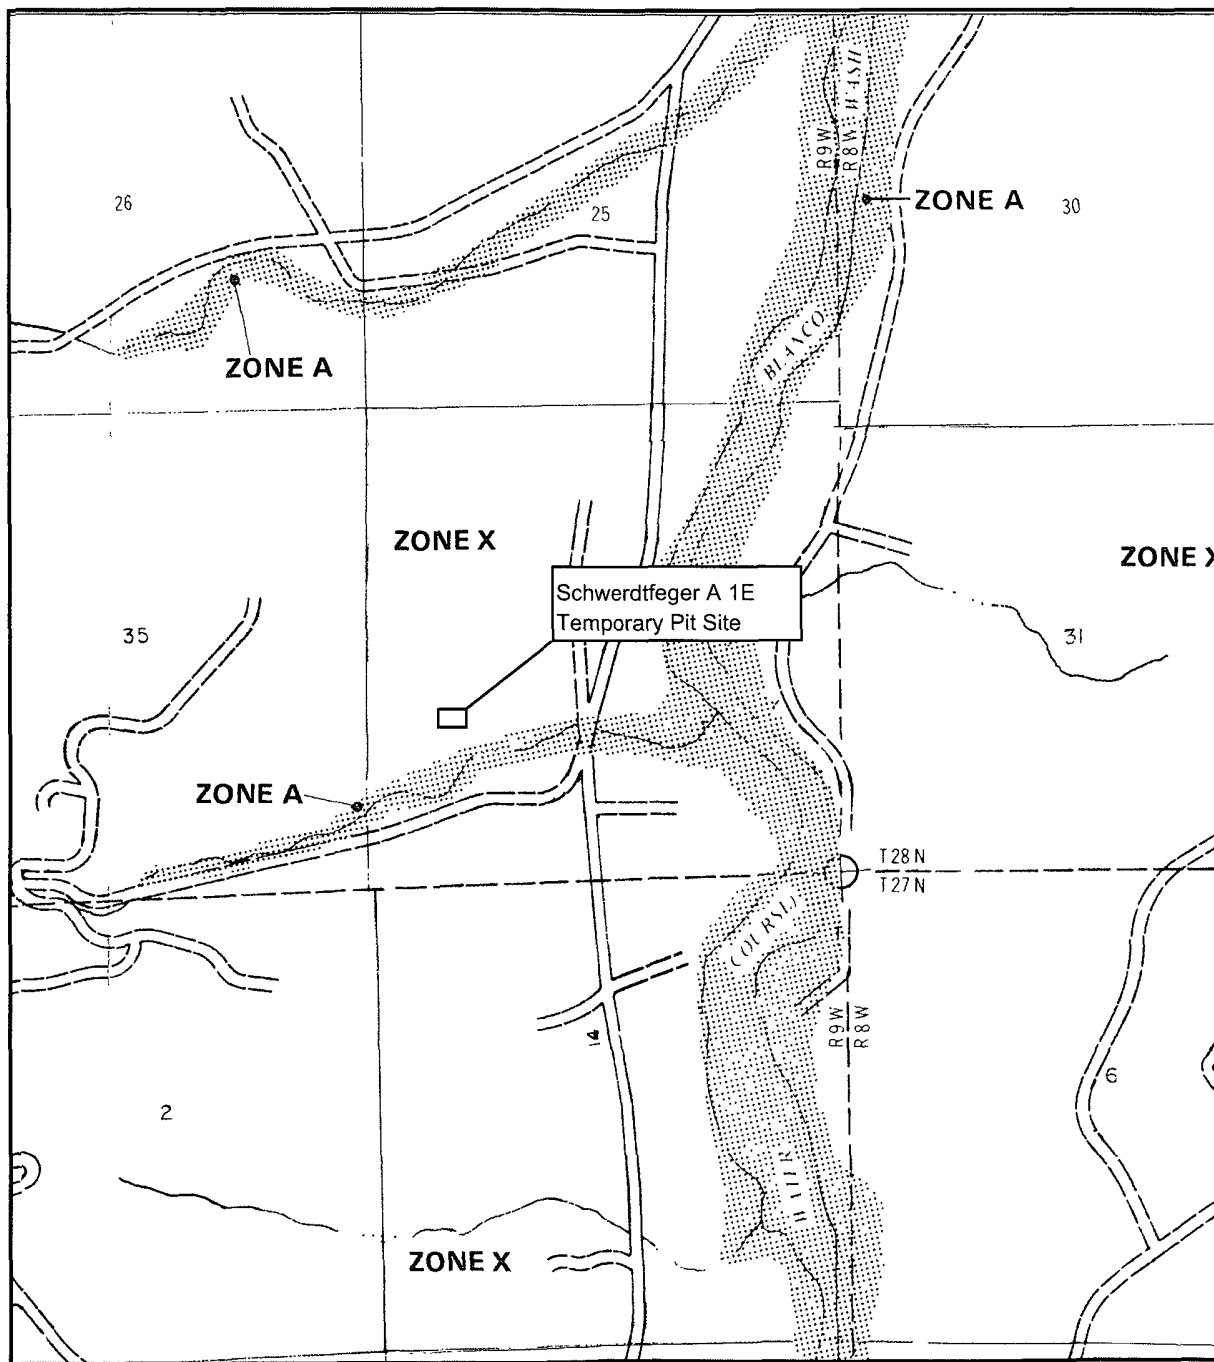 WASH
R9W
R8W
26
25
ZONE A
30
BLANCO
ZONE A
ZONE X
ZONE X
Schwerdtfeger A 1E
Temporary Pit Site
35
31
ZONE A
T28N
T27N
COURSE)
R9W
R8W
14
6
2
WATER
ZONE X